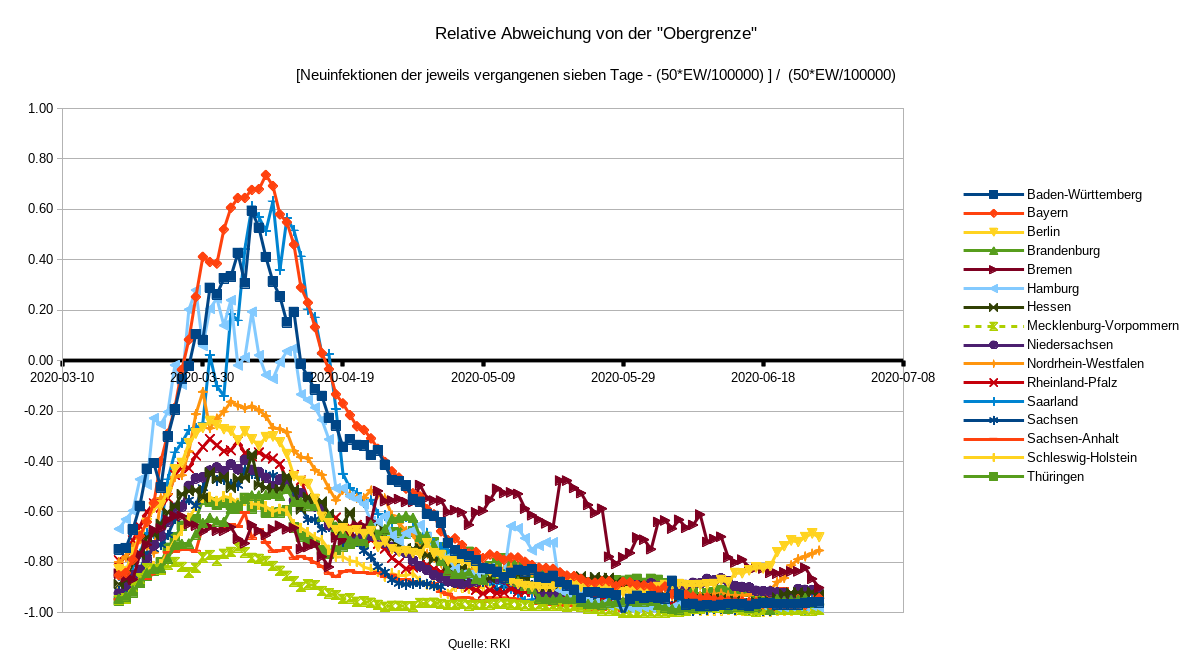 Relative Abweichung von der "Obergrenze"
[Neuinfektionen der jeweils vergangenen sieben Tage - (50*EW/100000) ] / (50*EW/100000)
1.00
0.80
0.60
0.40
0.20
0.00
-0.20
-0.40
-0.60
-0.80
-1.00
2020-03-10 2020-03-30 2020-04-19 2020-05-09 2020-05-29 2020-06-18 2020-07-08
Baden-Württemberg
Bayern
Berlin
Brandenburg
Bremen
Hamburg
Hessen
Mecklenburg-Vorpommern
Niedersachsen
Nordrhein-Westfalen
Rheinland-Pfalz
Saarland
Sachsen
Sachsen-Anhalt
Schleswig-Holstein
Thüringen
Quelle: RKI